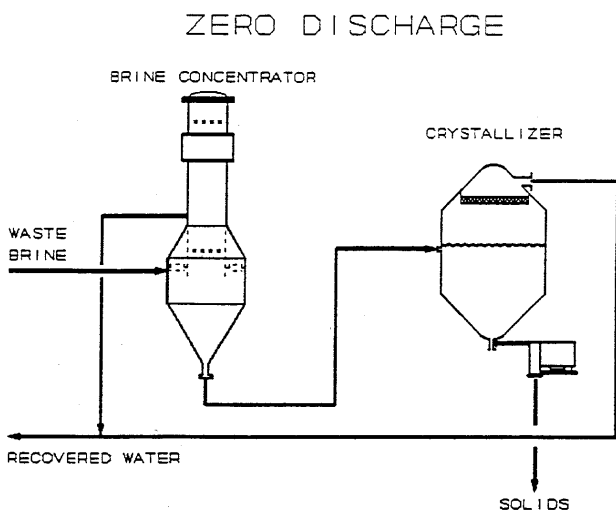 ZERO DISCHARGE
BRINE CONCENTRATOR
CRYSTALLIZER
WASTE
BRINE
RECOVERED WATER
SOLIDS